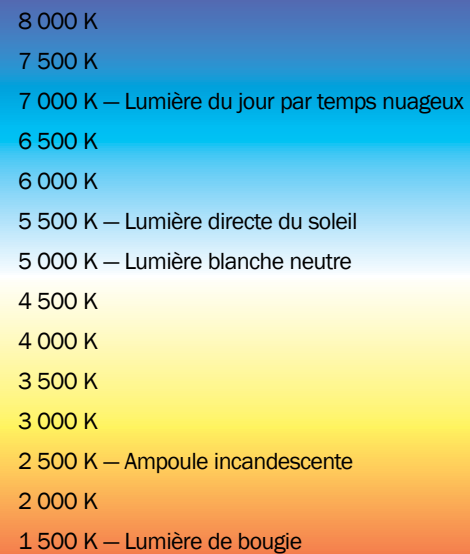 8 000 K
7 500 K
7 000 K — Lumière du jour par temps nuageux
6 500 K
6 000 K
5 500 K — Lumière directe du soleil
5 000 K — Lumière blanche neutre
4 500 K
4 000 K
3 500 K
3 000 K
2 500 K — Ampoule incandescente
2 000 K
1 500 K — Lumière de bougie